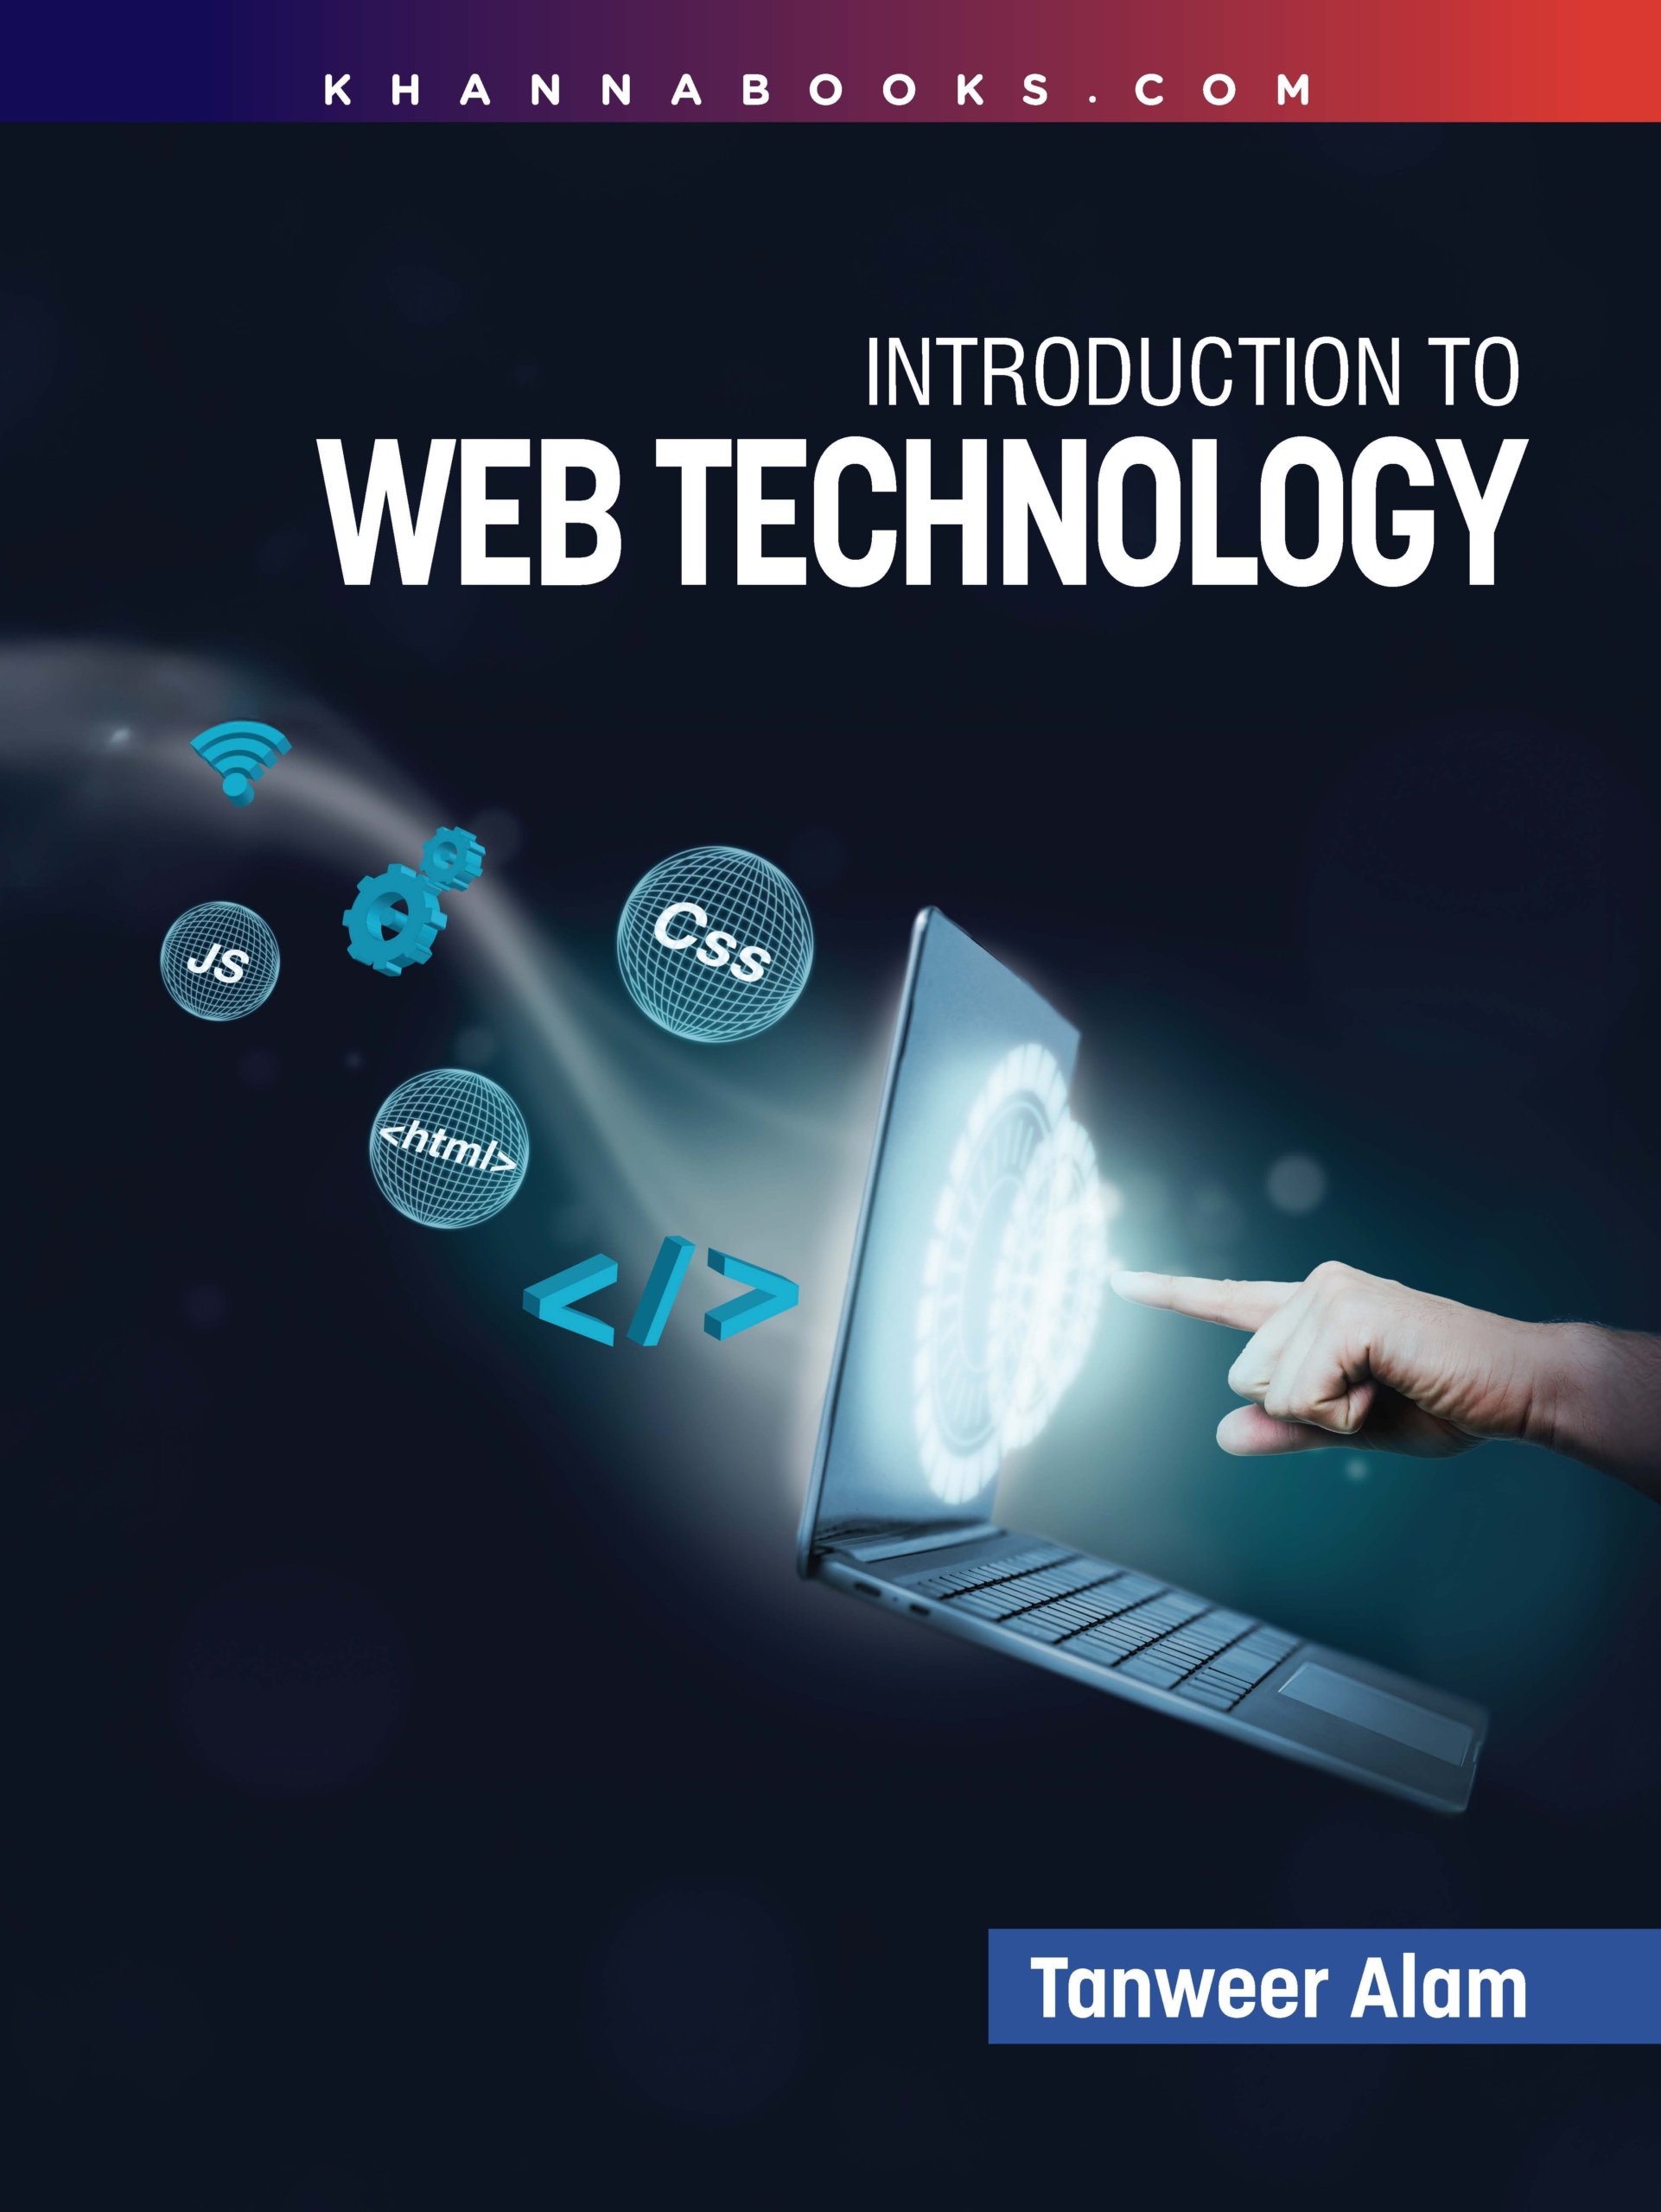 KHANNABOOKS.COM
INTRODUCTION TO
WEB TECHNOLOGY
Css
JS
<html>
</>
Tanweer Alam